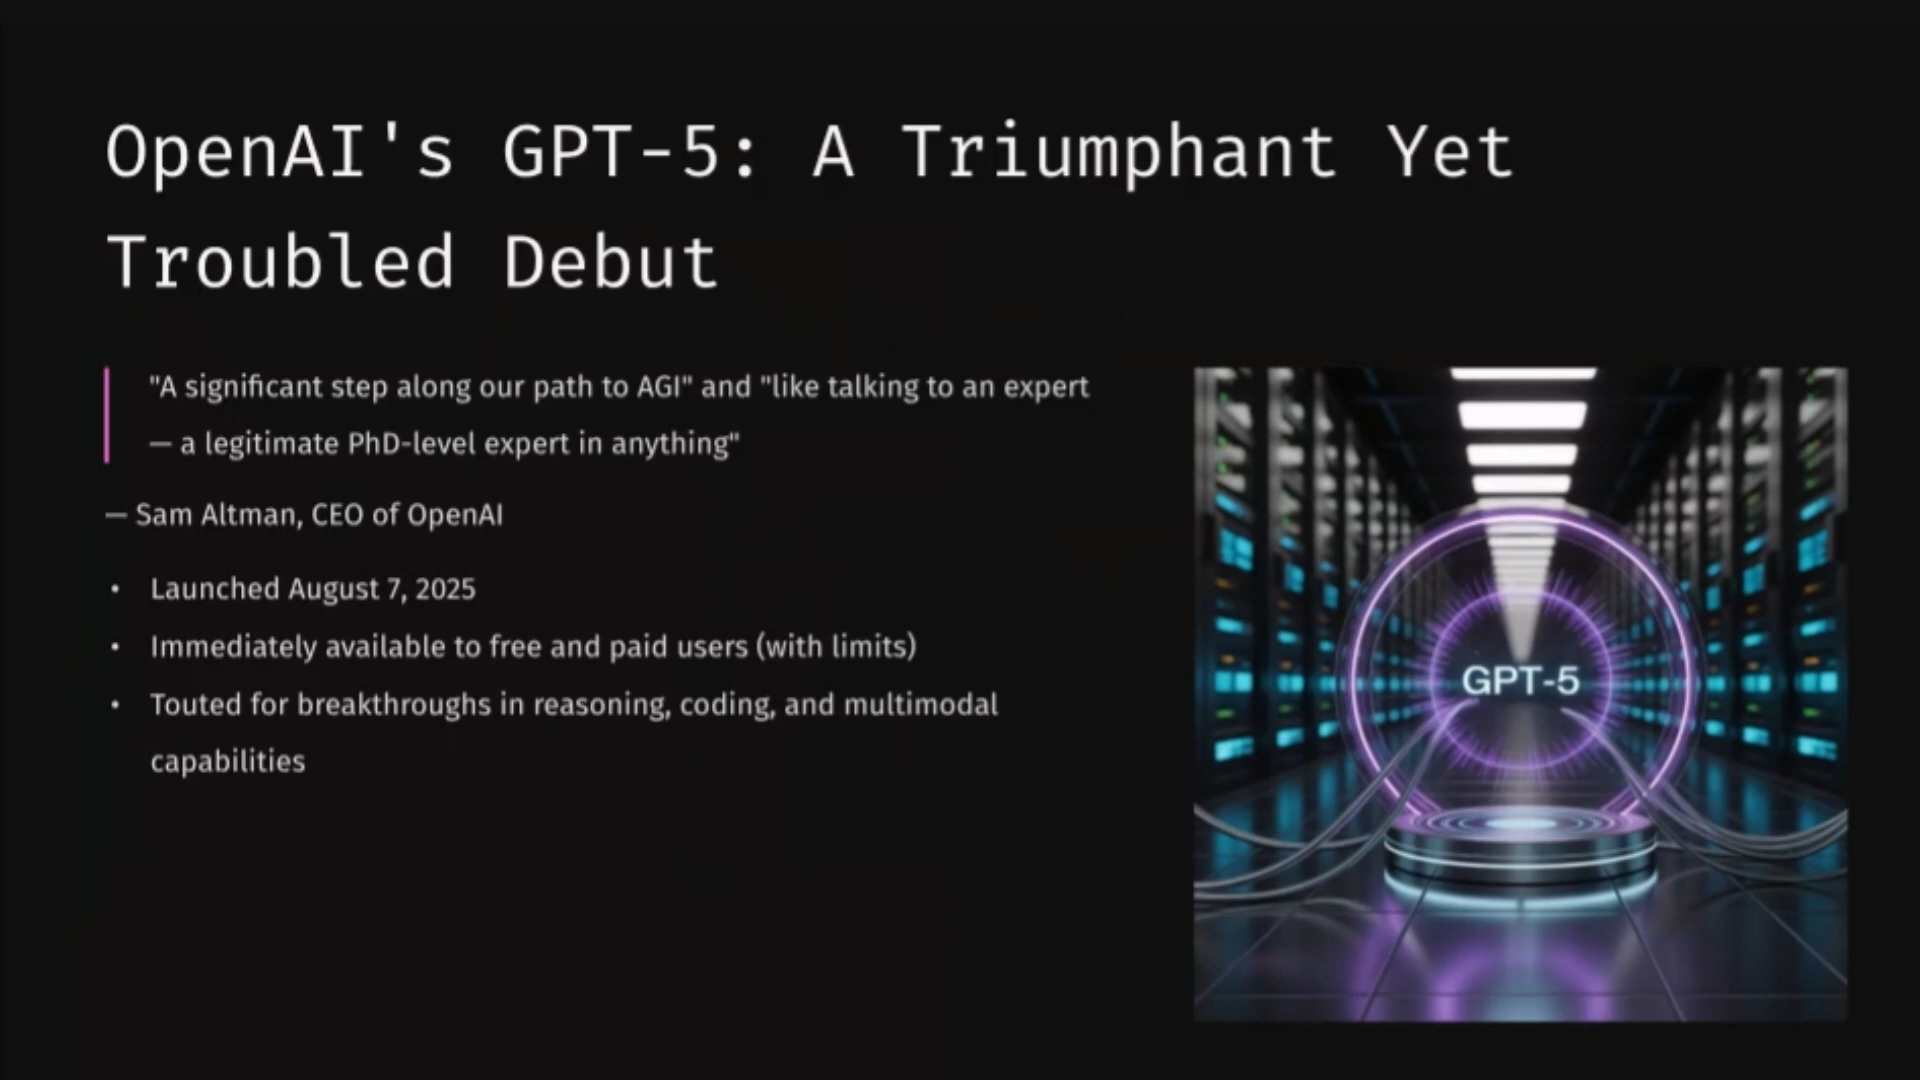 OpenAI's GPT-5: A Triumphant Yet
Troubled Debut
"A significant step along our path to AGI" and "like talking to an expert
— a legitimate PhD-level expert in anything"
— Sam Altman, CEO of OpenAI
• Launched August 7, 2025
• Immediately available to free and paid users (with limits)
• Touted for breakthroughs in reasoning, coding, and multimodal
capabilities
GPT-5